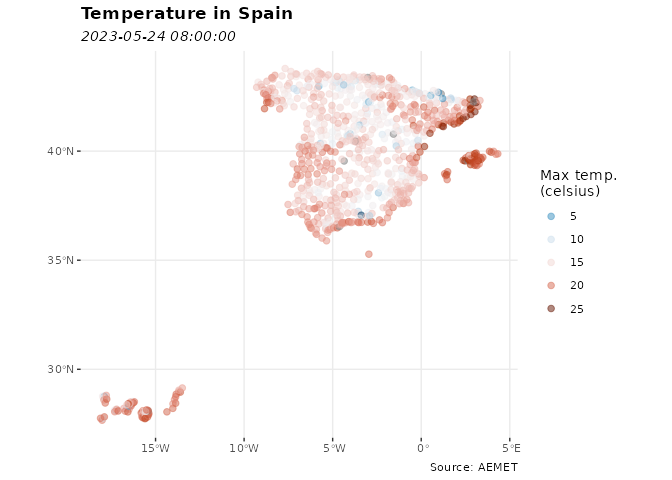 Temperature in Spain
2023-05-24 08:00:00
40°N
35°N
30°N
15°W
10°W
5°W
0°
5°E
Max temp.
(celsius)
5
10
15
20
25
Source: AEMET